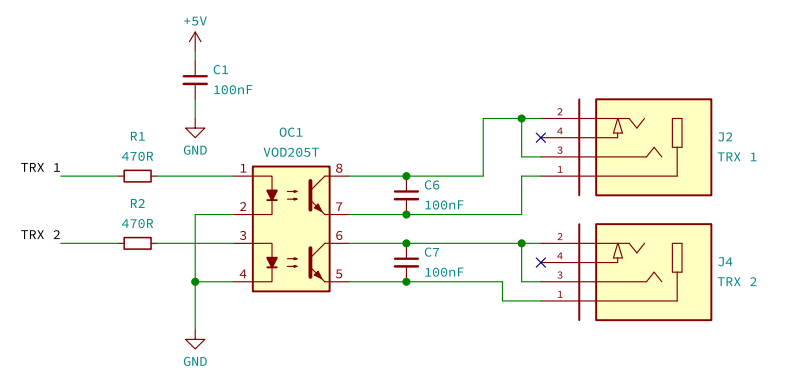 +5V
C1
100nF
GND
R1
470R
TRX 1
R2
470R
TRX 2
OC1
VOD205T
1
2
3
4
8
7
6
5
GND
C6
100nF
C7
100nF
2
4
3
1
J2
TRX 1
2
4
3
1
J4
TRX 2